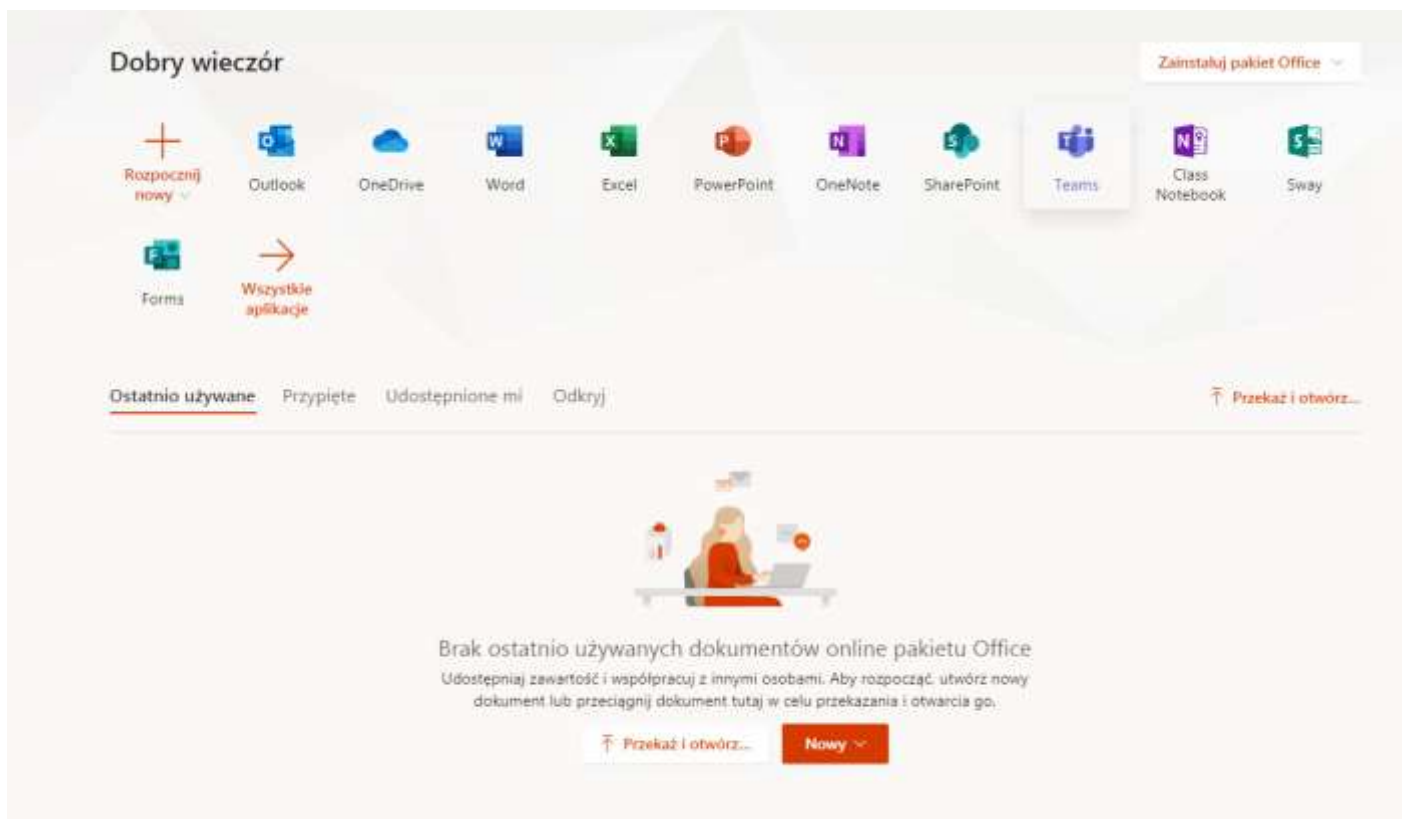 Dobry wieczór
Zainstaluj pakiet Office
Rozpocznij
nowy
Outlook
OneDrive
Word
Excel
PowerPoint
OneNote
SharePoint
Teams
Class
Notebook
Sway
Forms
Wszystkie
aplikacje
Ostatnio używane Przypięte Udostępnione mi Odkryj
Przekaż i otwórz...
Brak ostatnio używanych dokumentów online pakietu Office
Udostępniaj zawartość i współpracuj z innymi osobami. Aby rozpocząć, utwórz nowy
dokument lub przeciągnij dokument tutaj w celu przekazania i otwarcia go.
Przekaż i otwórz...
Nowy